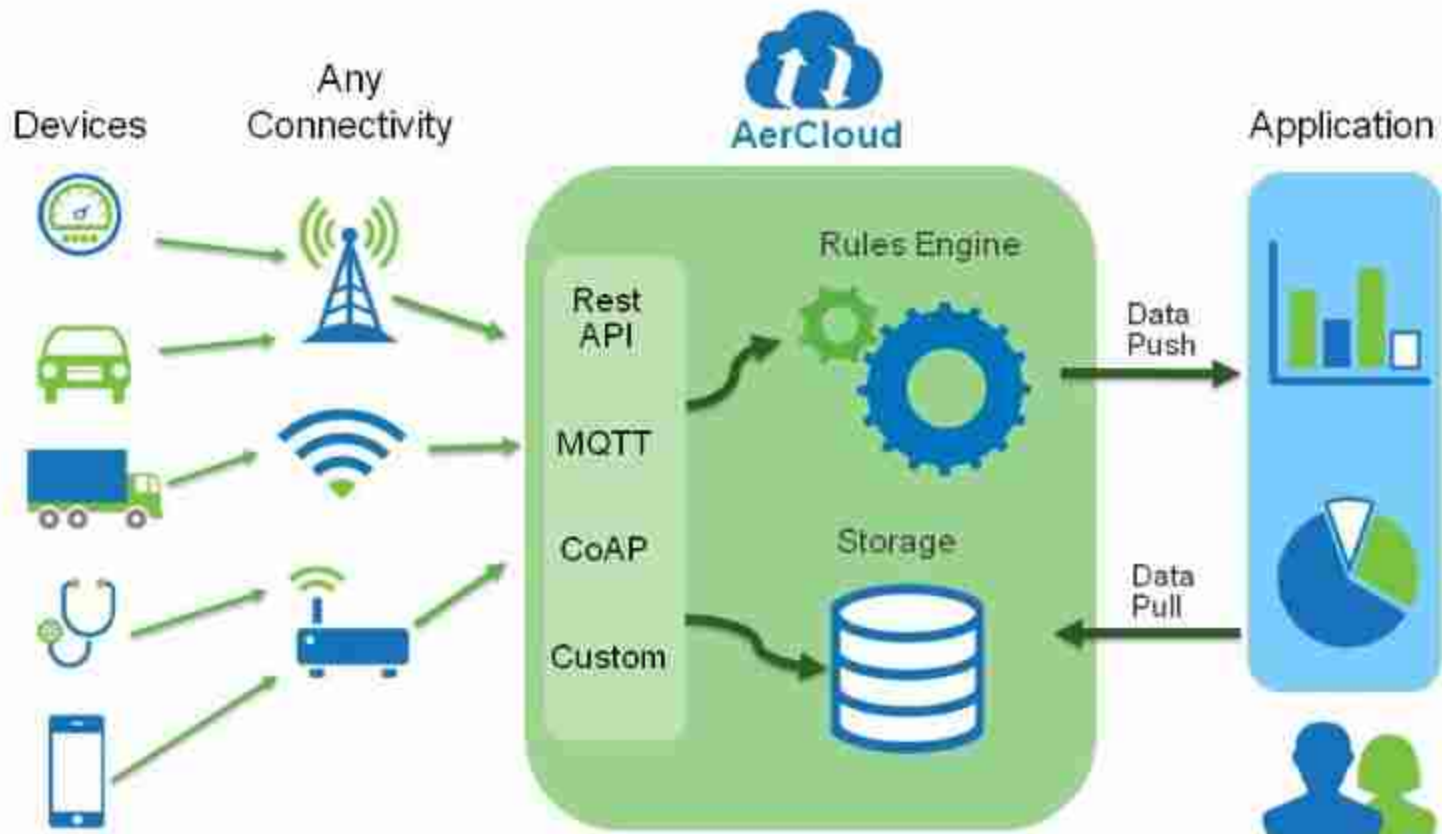 Devices
Any
Connectivity
AerCloud
Application
Rest
API
MQTT
CoAP
Custom
Rules Engine
Storage
Data
Push
Data
Pull